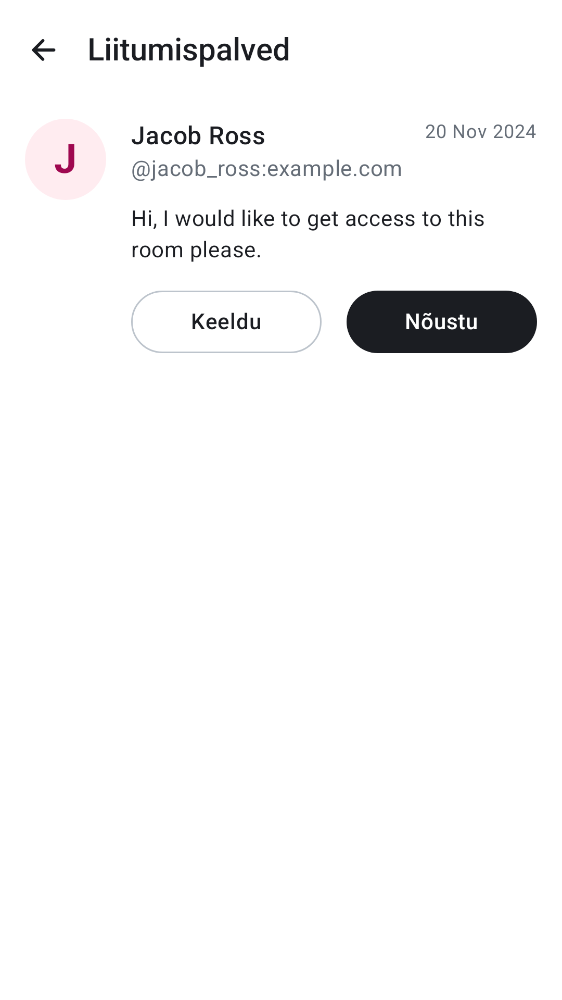 Liitumispalved
J
Jacob Ross
20 Nov 2024
@jacob_ross:example.com
Hi, I would like to get access to this
room please.
Keeldu
Nõustu